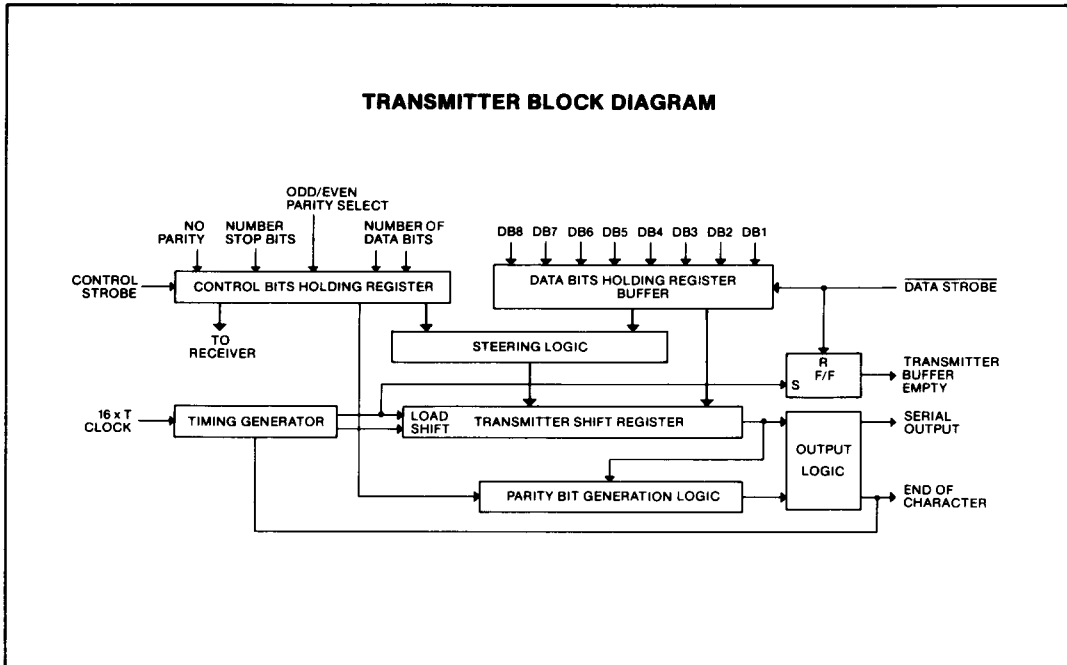 TRANSMITTER BLOCK DIAGRAM
ODD/EVEN
PARITY SELECT
NO
PARITY
NUMBER
STOP BITS
NUMBER OF
DATA BITS
DB8 DB7 DB6 DB5 DB4 DB3 DB2 DB1
CONTROL
STROBE
CONTROL BITS HOLDING REGISTER
DATA BITS HOLDING REGISTER
BUFFER
DATA STROBE
TO
RECEIVER
STEERING LOGIC
R
F/F
S
TRANSMITTER
BUFFER
EMPTY
16 x T
CLOCK
TIMING GENERATOR
LOAD
SHIFT
TRANSMITTER SHIFT REGISTER
SERIAL
OUTPUT
OUTPUT
LOGIC
PARITY BIT GENERATION LOGIC
END OF
CHARACTER